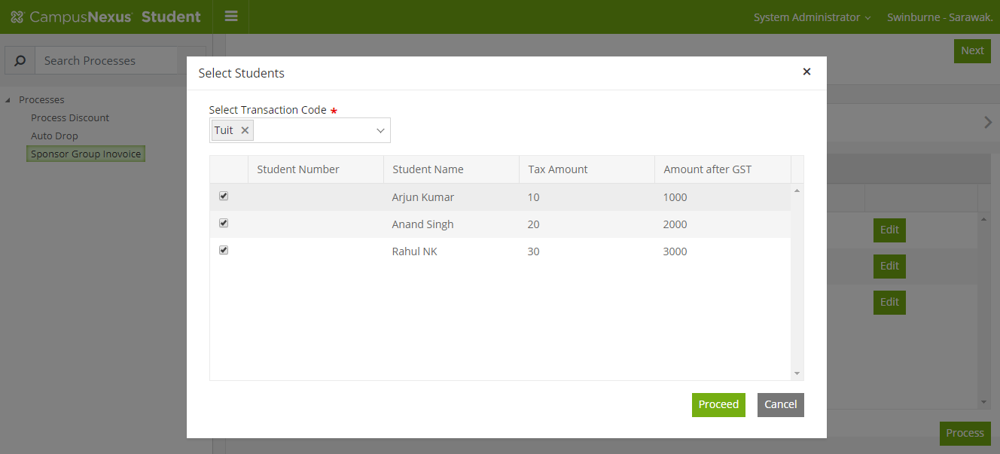 CampusNexus Student
System Administrator
Swinburne - Sarawak.
Search Processes
Next
Processes
Process Discount
Auto Drop
Sponsor Group Inovoice
Select Students
Select Transaction Code *
Tuit
Student Number Student Name Tax Amount Amount after GST
Arjun Kumar 10 1000
Anand Singh 20 2000
Rahul NK 30 3000
Edit
Edit
Edit
Proceed Cancel
Process